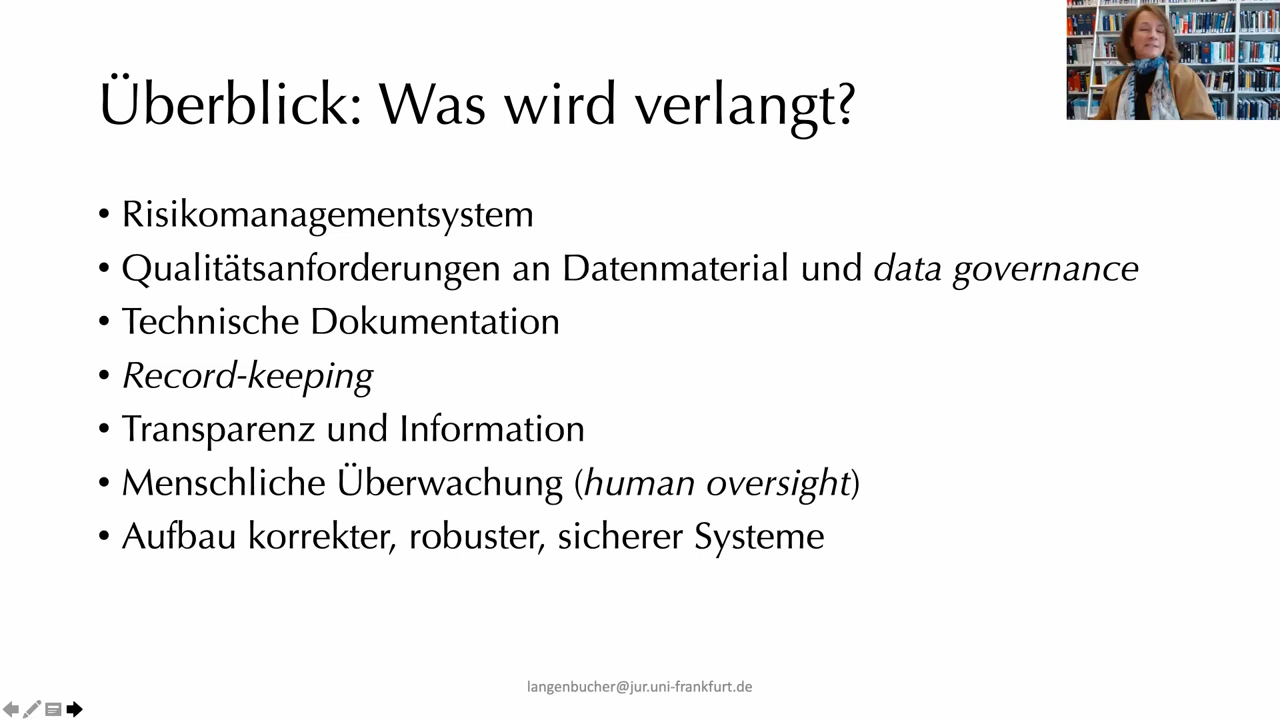 Überblick: Was wird verlangt?
• Risikomanagementsystem
• Qualitätsanforderungen an Datenmaterial und data governance
• Technische Dokumentation
• Record-keeping
• Transparenz und Information
• Menschliche Überwachung (human oversight)
• Aufbau korrekter, robuster, sicherer Systeme
langenbucher@jur.uni-frankfurt.de